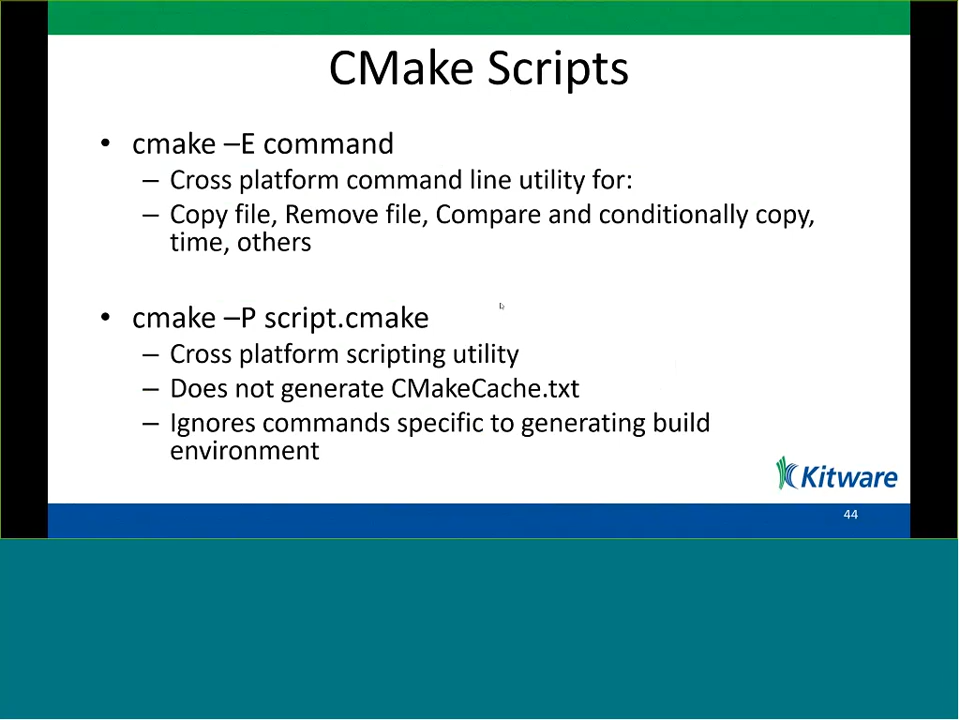 CMake Scripts
• cmake –E command
– Cross platform command line utility for:
– Copy file, Remove file, Compare and conditionally copy,
time, others
• cmake –P script.cmake
– Cross platform scripting utility
– Does not generate CMakeCache.txt
– Ignores commands specific to generating build
environment
Kitware
44